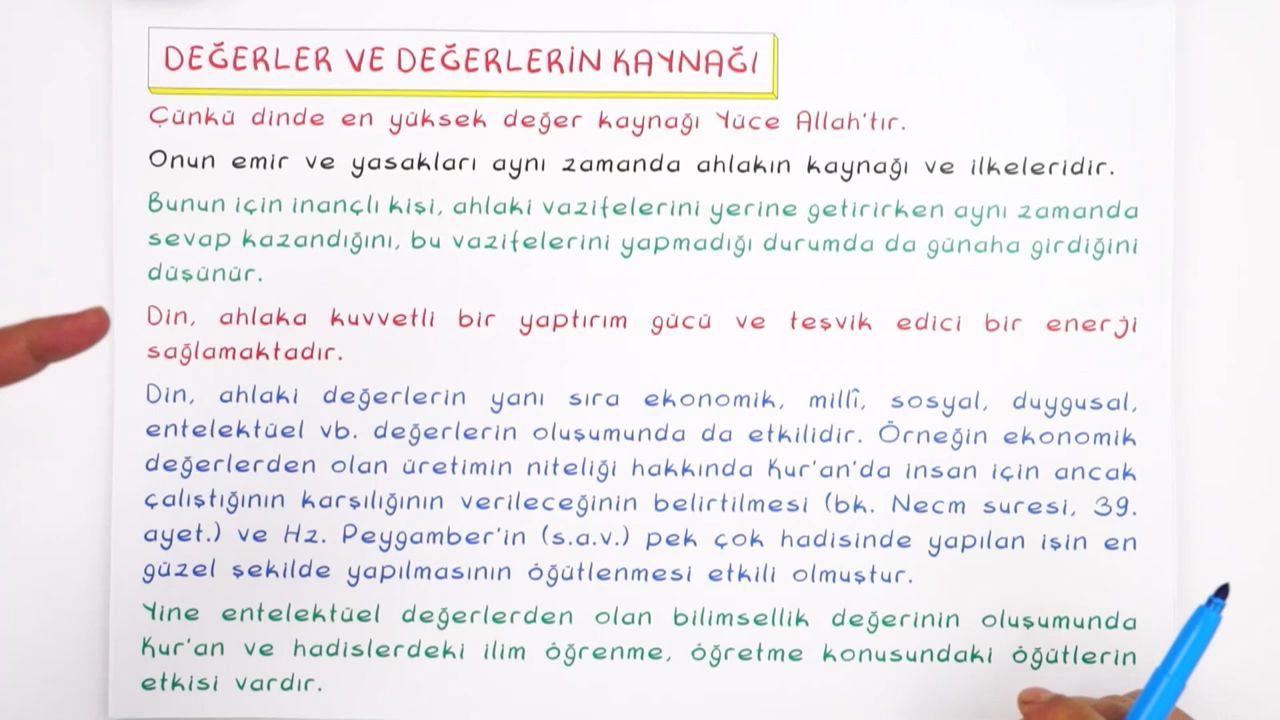 DEĞERLER VE DEĞERLERİN KAYNAĞI
Çünkü dinde en yüksek değer kaynağı Yüce Allah'tır.
Onun emir ve yasakları aynı zamanda ahlakın kaynağı ve ilkeleridir.
Bunun için inançlı kişi, ahlaki vazifelerini yerine getirirken aynı zamanda
sevap kazandığını, bu vazifelerini yapmadığı durumda da günaha girdiğini
düşünür.
Din, ahlaka kuvvetli bir yaptırım gücü ve teşvik edici bir enerji
sağlamaktadır.
Din, ahlaki değerlerin yanı sıra ekonomik, millî, sosyal, duygusal,
entelektüel vb. değerlerin oluşumunda da etkilidir. Örneğin ekonomik
değerlerden olan üretimin niteliği hakkında Kur'an'da insan için ancak
çalıştığının karşılığının verileceğinin belirtilmesi (bk. Necm suresi, 39.
ayet.) ve Hz. Peygamber'in (s.a.v.) pek çok hadisinde yapılan işin en
güzel şekilde yapılmasının öğütlenmesi etkili olmuştur.
Yine entelektüel değerlerden olan bilimsellik değerinin oluşumunda
Kur'an ve hadislerdeki ilim öğrenme, öğretme konusundaki öğütlerin
etkisi vardır.